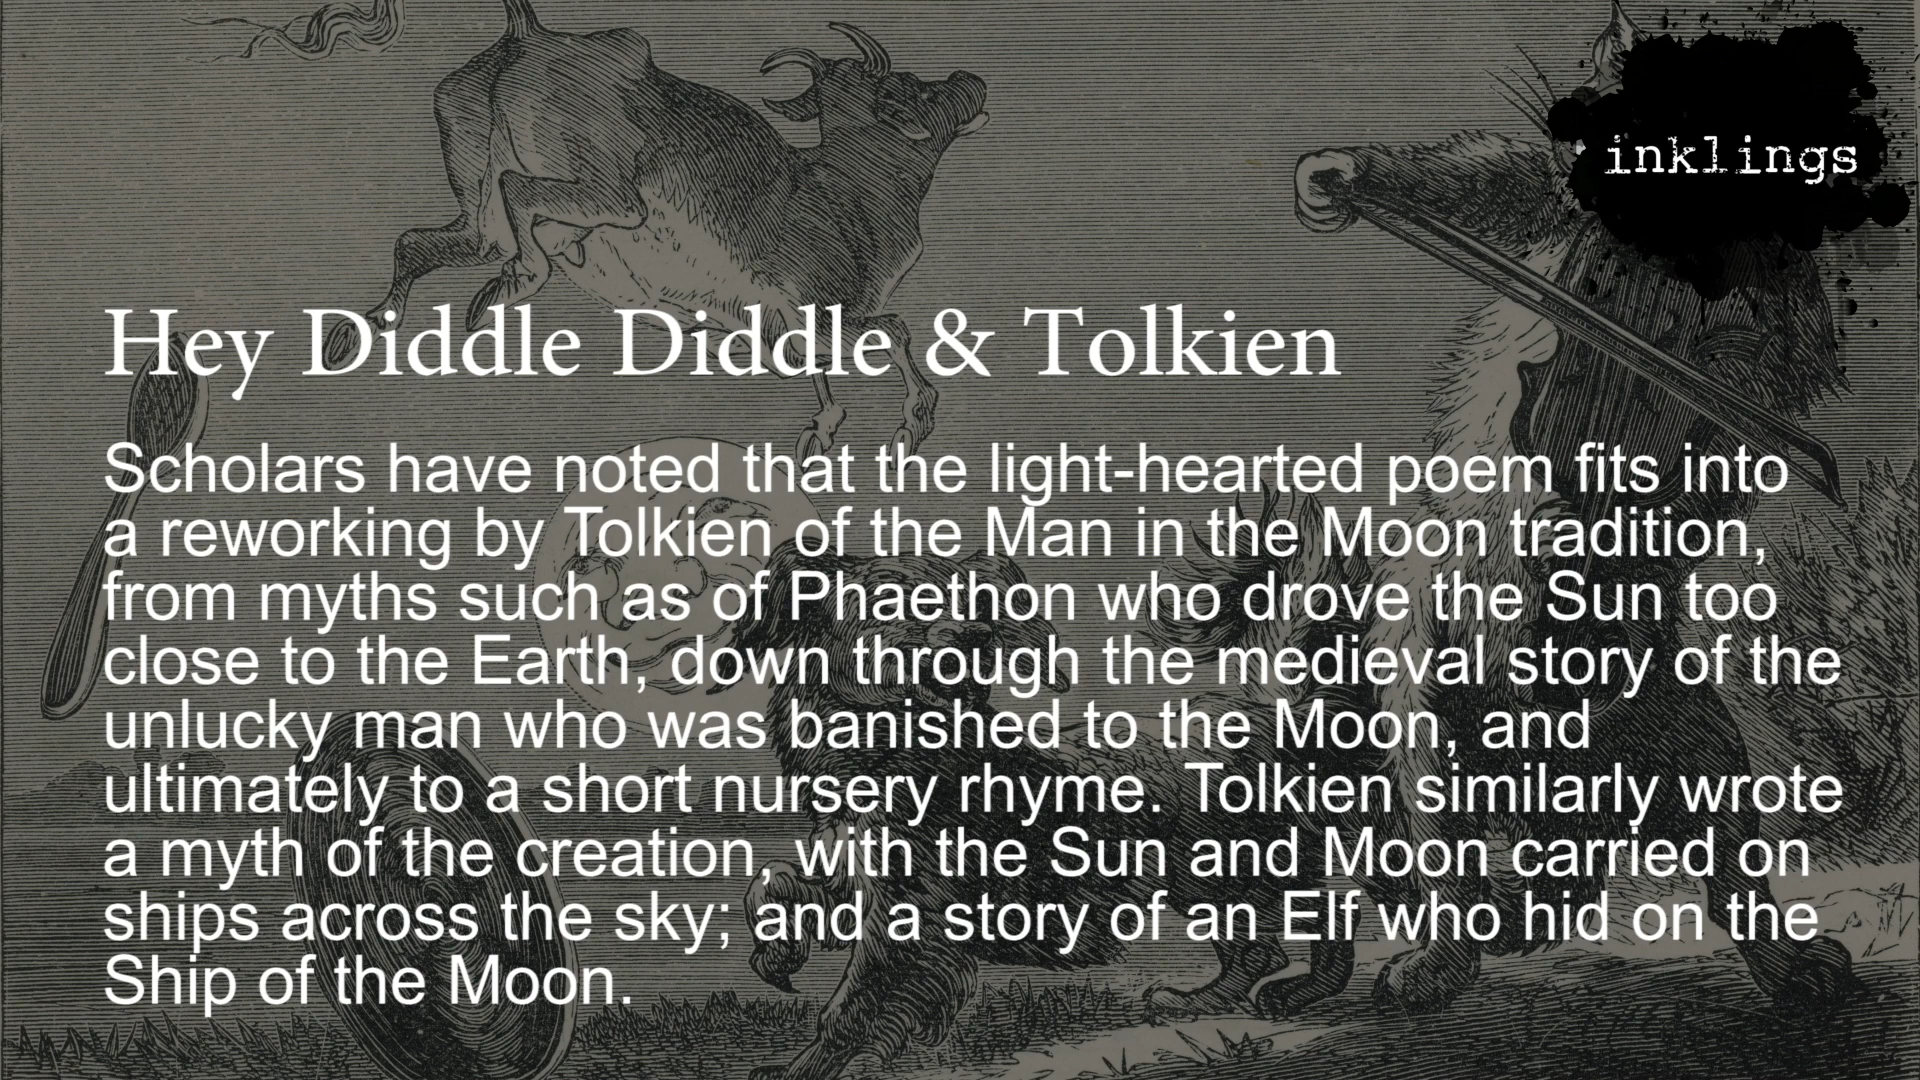 inklings
Hey Diddle Diddle & Tolkien
Scholars have noted that the light-hearted poem fits into
a reworking by Tolkien of the Man in the Moon tradition,
from myths such as of Phaethon who drove the Sun too
close to the Earth, down through the medieval story of the
unlucky man who was banished to the Moon, and
ultimately to a short nursery rhyme. Tolkien similarly wrote
a myth of the creation, with the Sun and Moon carried on
ships across the sky; and a story of an Elf who hid on the
Ship of the Moon.